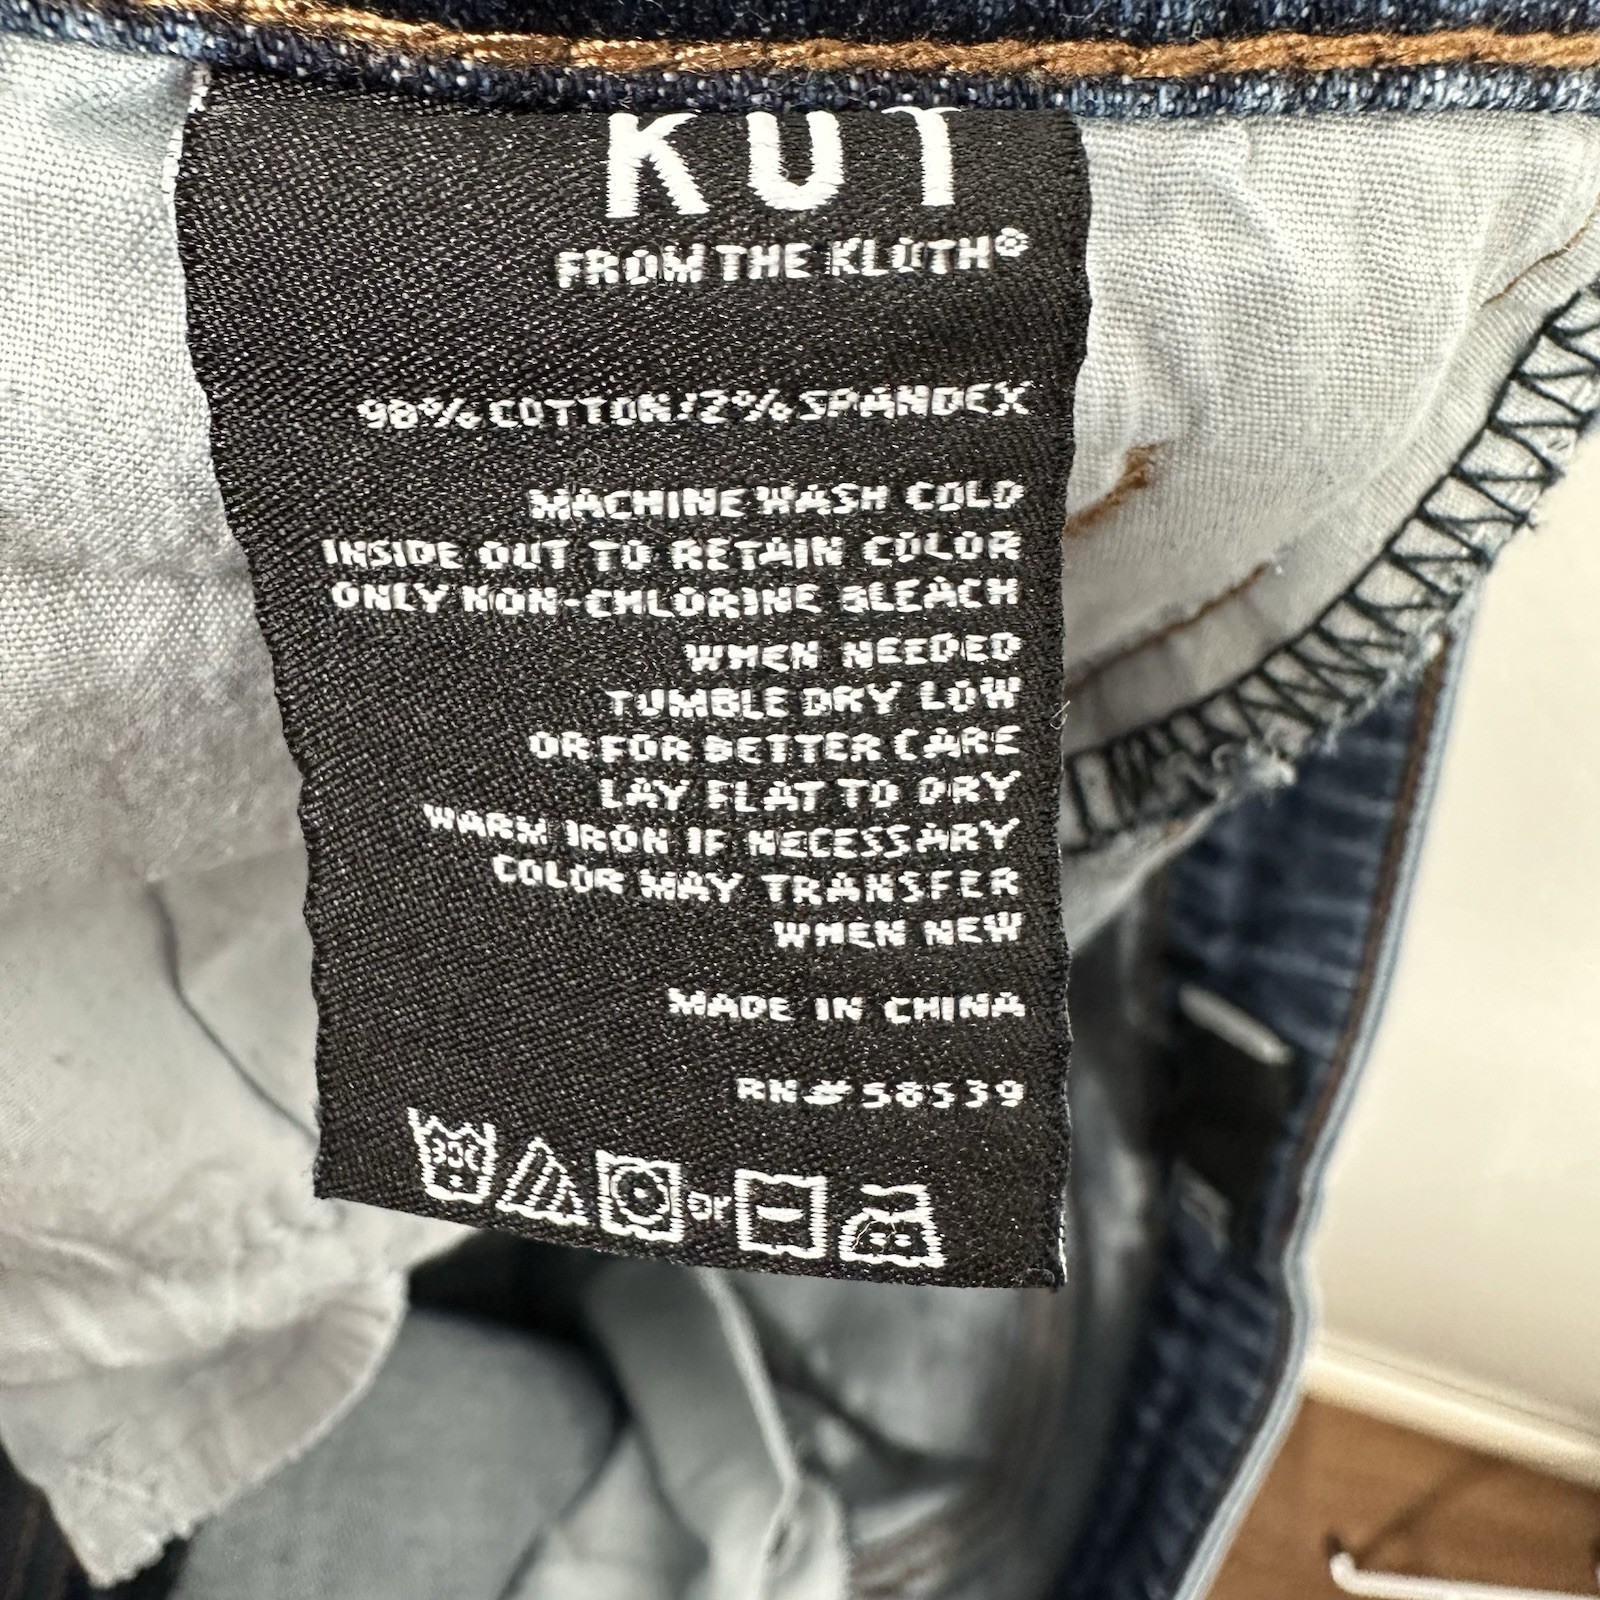 KUT
FROM THE KLOTH®
98% COTTON/2% SPANDEX
MACHINE WASH COLD
INSIDE OUT TO RETAIN COLOR
ONLY NON-CHLORINE BLEACH
WHEN NEEDED
TUMBLE DRY LOW
OR FOR BETTER CARE
LAY FLAT TO DRY
WARM IRON IF NECESSARY
COLOR MAY TRANSFER
WHEN NEW
MADE IN CHINA
RN# 58539
30C or